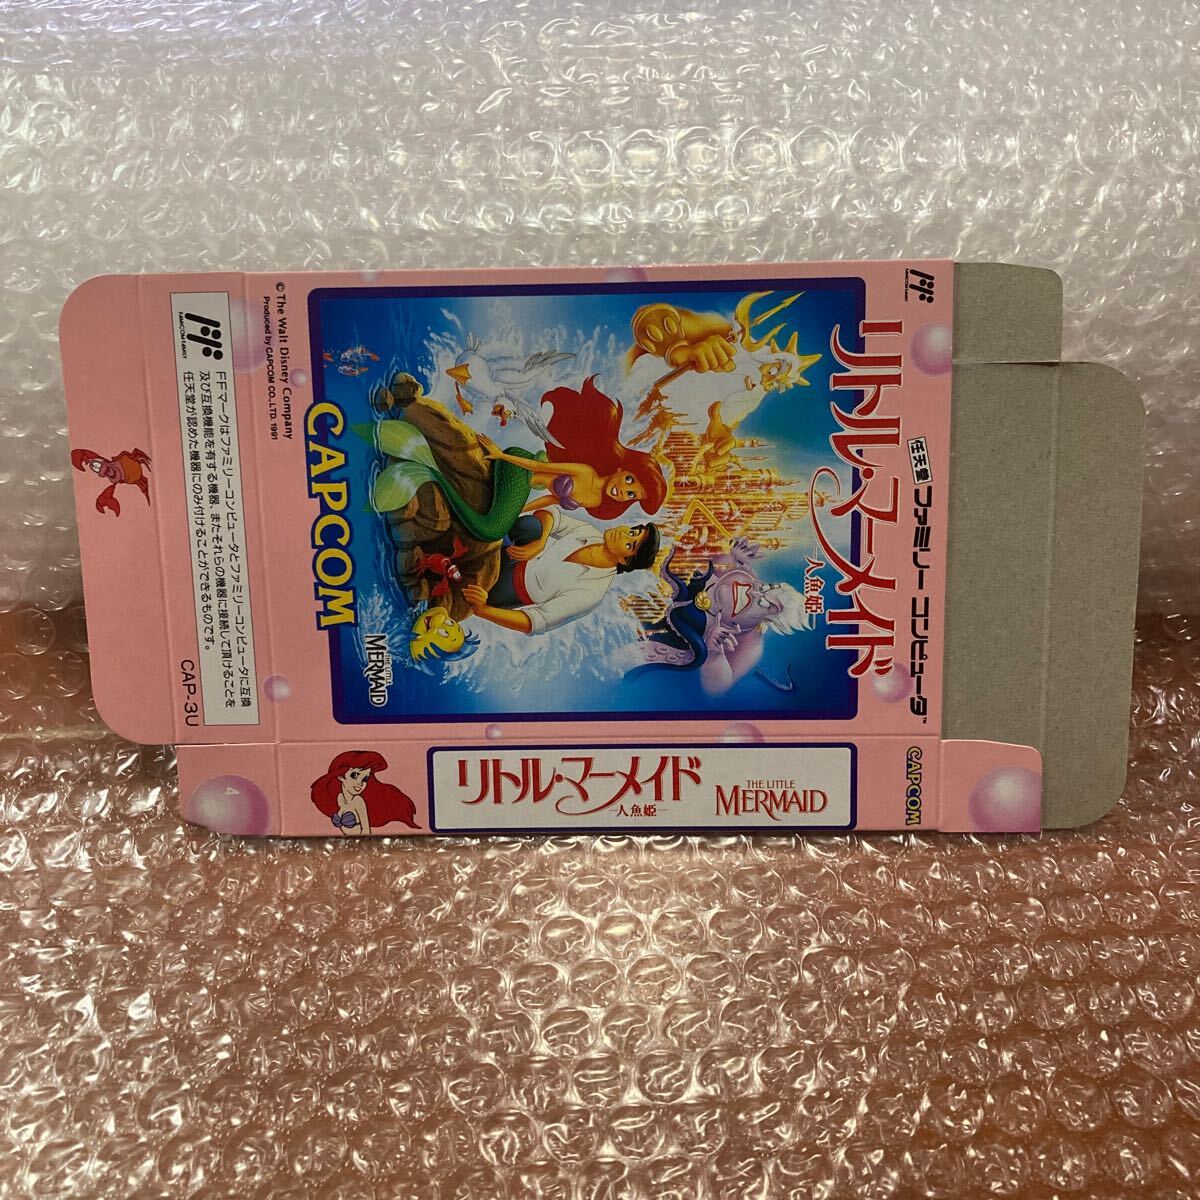 FAMICOM FAMILY
リトル・マーメイド
―人魚姫―
任天堂 ファミリー コンピュータ™
THE LITTLE
MERMAID
CAPCOM
© The Walt Disney Company
Produced by CAPCOM CO., LTD. 1991
FAMICOM FAMILY
FFマークはファミリーコンピュータとファミリーコンピュータに互換
及び互換機能を有する機器、またそれらの機器に接続して頂けることを
任天堂が認めた機器にのみ付けることができるものです。
CAP-3U
4
リトル・マーメイド
―人魚姫―
THE LITTLE
MERMAID
CAPCOM